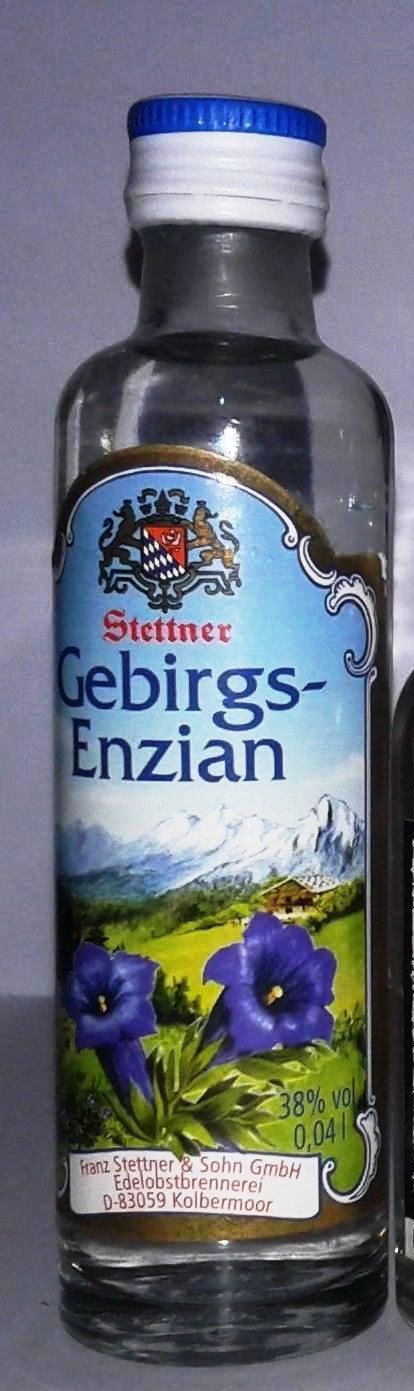 Stettner
Gebirgs-
Enzian
38% vol
0,04 l
Franz Stettner & Sohn GmbH
Edelobstbrennerei
D-83059 Kolbermoor